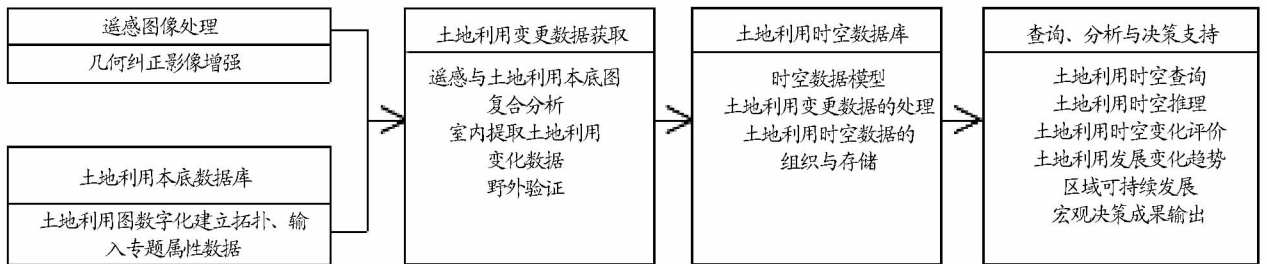 遥感图像处理
几何纠正影像增强
土地利用本底数据库
土地利用图数字化建立拓扑、输
入专题属性数据
土地利用变更数据获取
遥感与土地利用本底图
复合分析
室内提取土地利用
变化数据
野外验证
土地利用时空数据库
时空数据模型
土地利用变更数据的处理
土地利用时空数据的
组织与存储
查询、分析与决策支持
土地利用时空查询
土地利用时空推理
土地利用时空变化评价
土地利用发展变化趋势
区域可持续发展
宏观决策成果输出